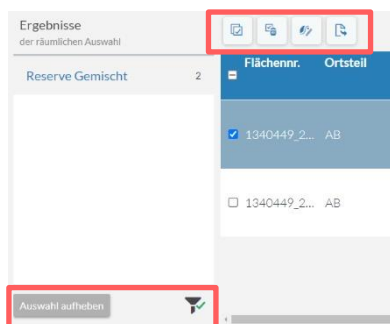 Ergebnisse
der räumlichen Auswahl
Reserve Gemischt 2
Flächennr. Ortsteil
1340449_2... AB
1340449_2... AB
Auswahl aufheben